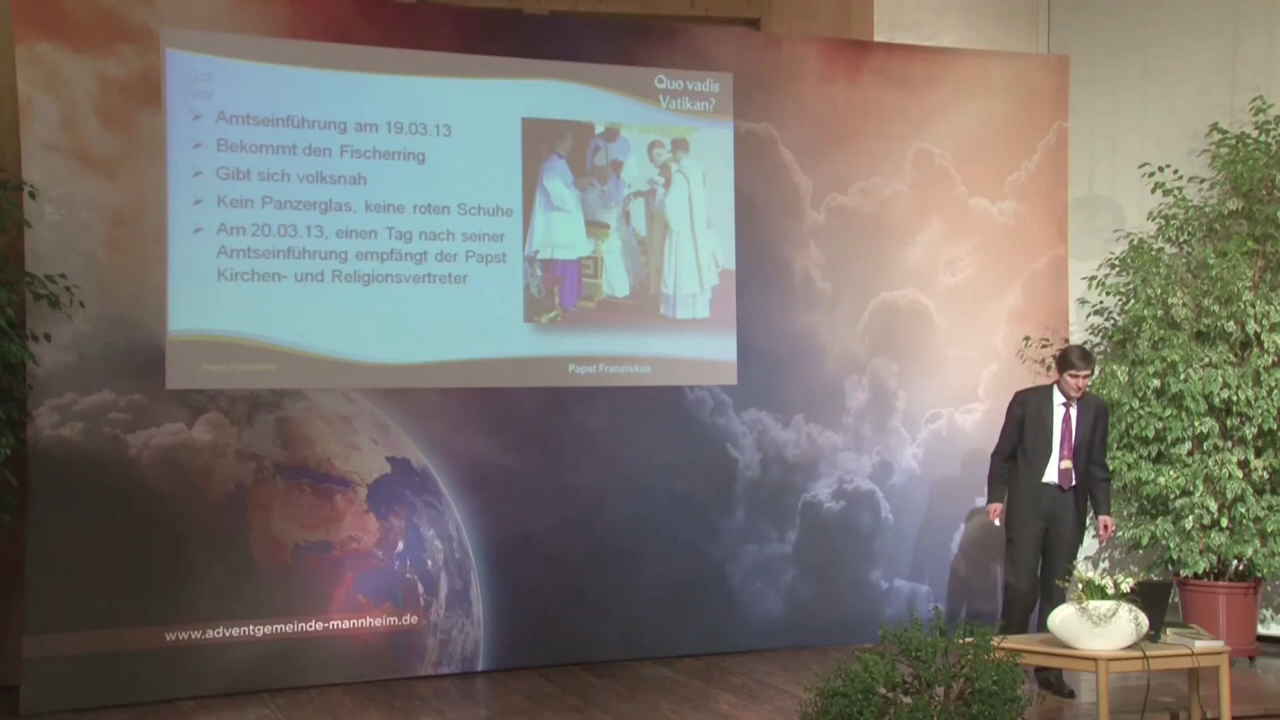 Quo vadis
Vatikan?
Amtseinführung am 19.03.13
Bekommt den Fischerring
Gibt sich volksnah
Kein Panzerglas, keine roten Schuhe
Am 20.03.13, einen Tag nach seiner
Amtseinführung empfängt der Papst
Kirchen- und Religionsvertreter
Papst Franziskus
www.adventgemeinde-mannheim.de